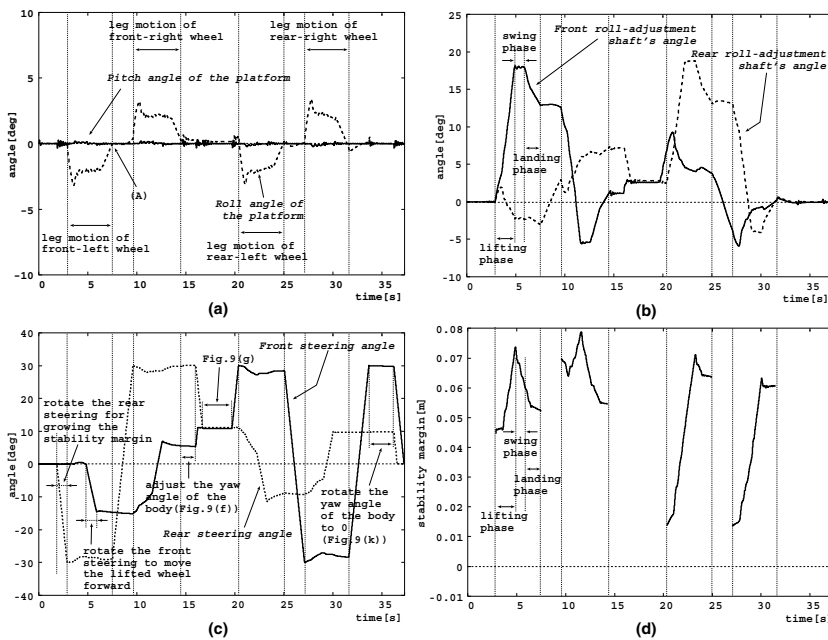 10
5
0
-5
-10
angle[deg]
leg motion of
front-right wheel
leg motion of
rear-right wheel
Pitch angle of the platform
(A)
Roll angle of
the platform
leg motion of
front-left wheel
leg motion of
rear-left wheel
0 5 10 15 20 25 30 35
time[s]
(a)
25
20
15
10
5
0
-5
-10
angle[deg]
swing
phase
Front roll-adjustment
shaft's angle
Rear roll-adjustment
shaft's angle
landing
phase
lifting
phase
0 5 10 15 20 25 30 35
time[s]
(b)
40
30
20
10
0
-10
-20
-30
-40
angle[deg]
Fig.9(g)
Front steering angle
rotate the rear
steering for
growing the
stability margin
adjust the yaw
angle of the
body(Fig.9(f))
Rear steering angle
rotate the
yaw angle
of the body
to 0
(Fig.9(k))
rotate the front
steering to move
the lifted wheel
forward
0 5 10 15 20 25 30 35
time[s]
(c)
0.08
0.07
0.06
0.05
0.04
0.03
0.02
0.01
0
-0.01
stability margin[m]
swing
phase
landing
phase
lifting
phase
0 5 10 15 20 25 30 35
time[s]
(d)